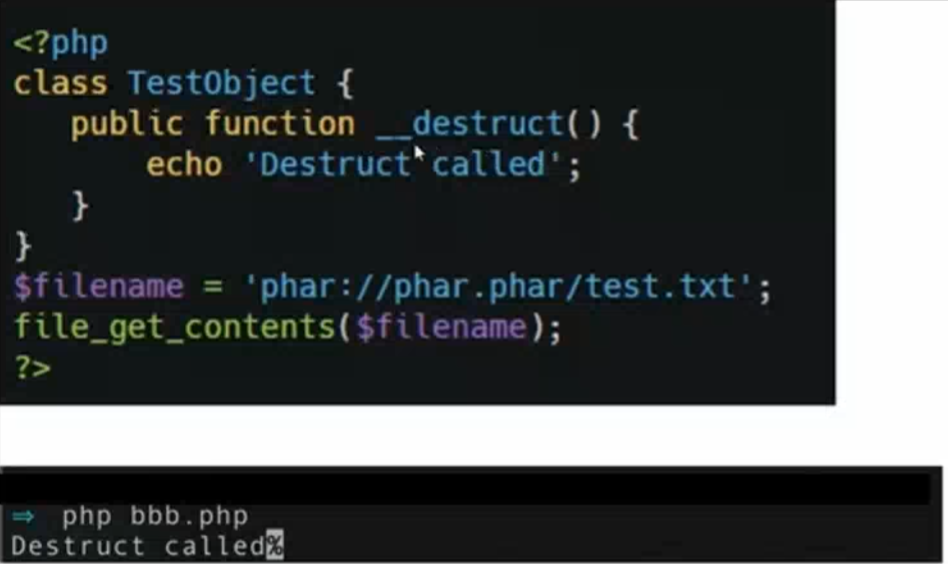 <?php
class TestObject {
public function __destruct() {
echo 'Destruct called';
}
}
$filename = 'phar://phar.phar/test.txt';
file_get_contents($filename);
?>
⇒ php bbb.php
Destruct called%